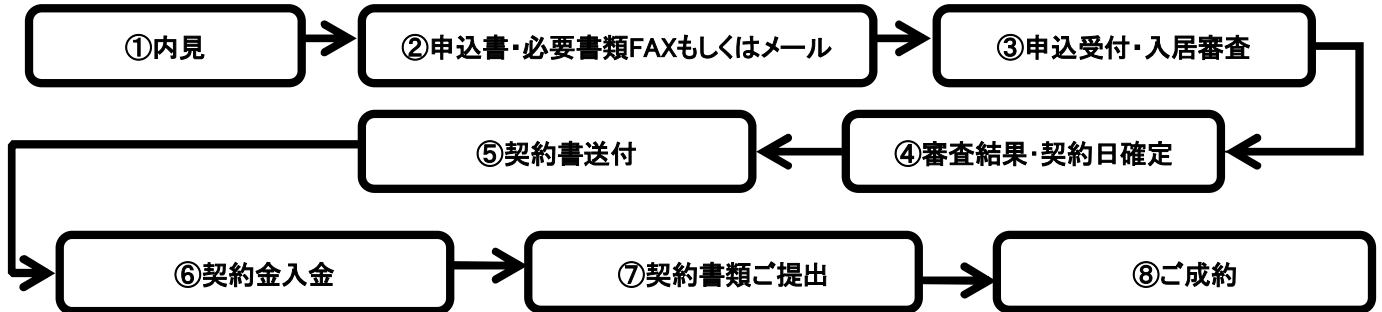 ①内見
②申込書・必要書類FAXもしくはメール
③申込受付・入居審査
④審査結果・契約日確定
⑤契約書送付
⑥契約金入金
⑦契約書類ご提出
⑧ご成約